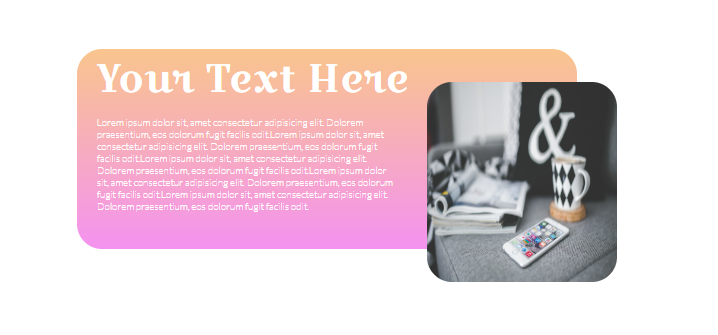 Your Text Here
Lorem ipsum dolor sit, amet consectetur adipisicing elit. Dolorem
praesentium, eos dolorum fugit facilis odit.Lorem ipsum dolor sit, amet
consectetur adipisicing elit. Dolorem praesentium, eos dolorum fugit
facilis odit.Lorem ipsum dolor sit, amet consectetur adipisicing elit.
Dolorem praesentium, eos dolorum fugit facilis odit.Lorem ipsum dolor
sit, amet consectetur adipisicing elit. Dolorem praesentium, eos dolorum
fugit facilis odit.Lorem ipsum dolor sit, amet consectetur adipisicing elit.
Dolorem praesentium, eos dolorum fugit facilis odit.
&